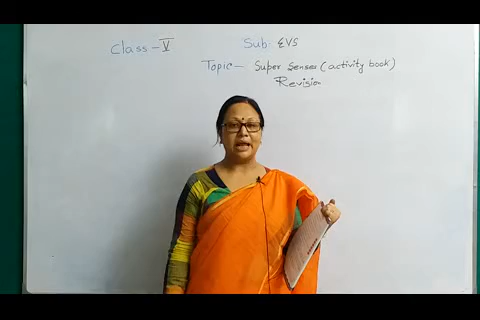 Class - V
Sub: EVS
Topic - Super Senses (activity book)
Revision